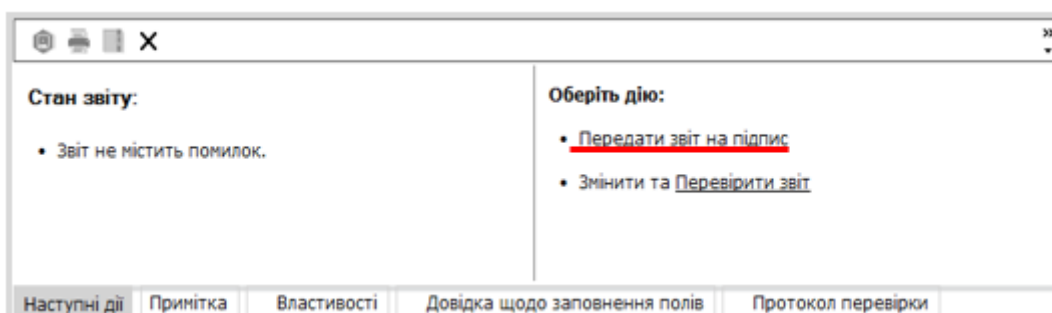 Стан звіту:
Звіт не містить помилок.
Оберіть дію:
Передати звіт на підпис
Змінити та Перевірити звіт
Наступні дії Примітка Властивості Довідка щодо заповнення полів Протокол перевірки